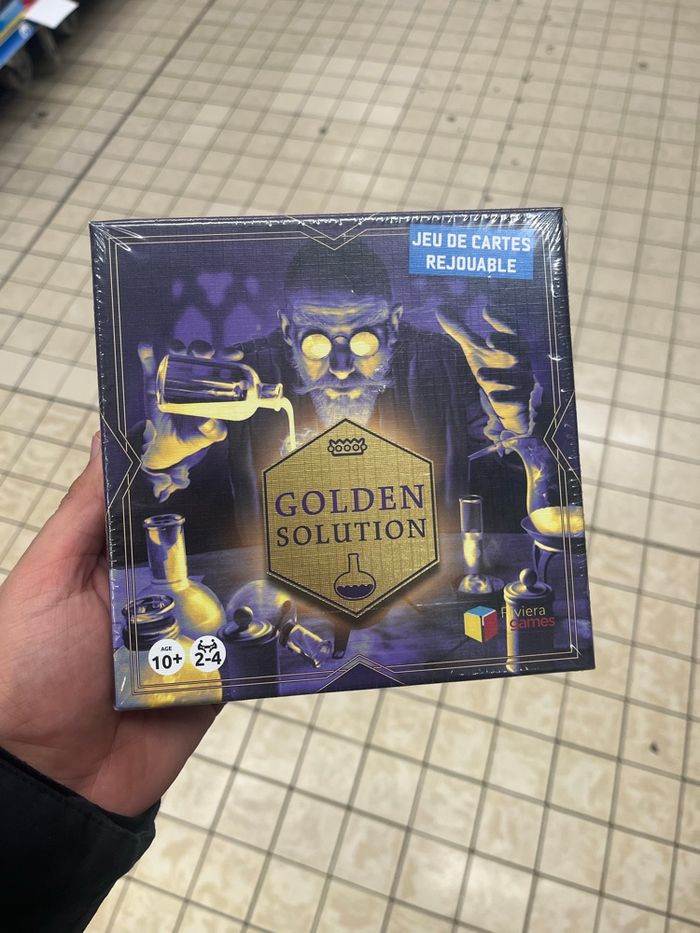 JEU DE CARTES
REJOUABLE
GOLDEN
SOLUTION
Riviera
games
AGE
10+
2-4